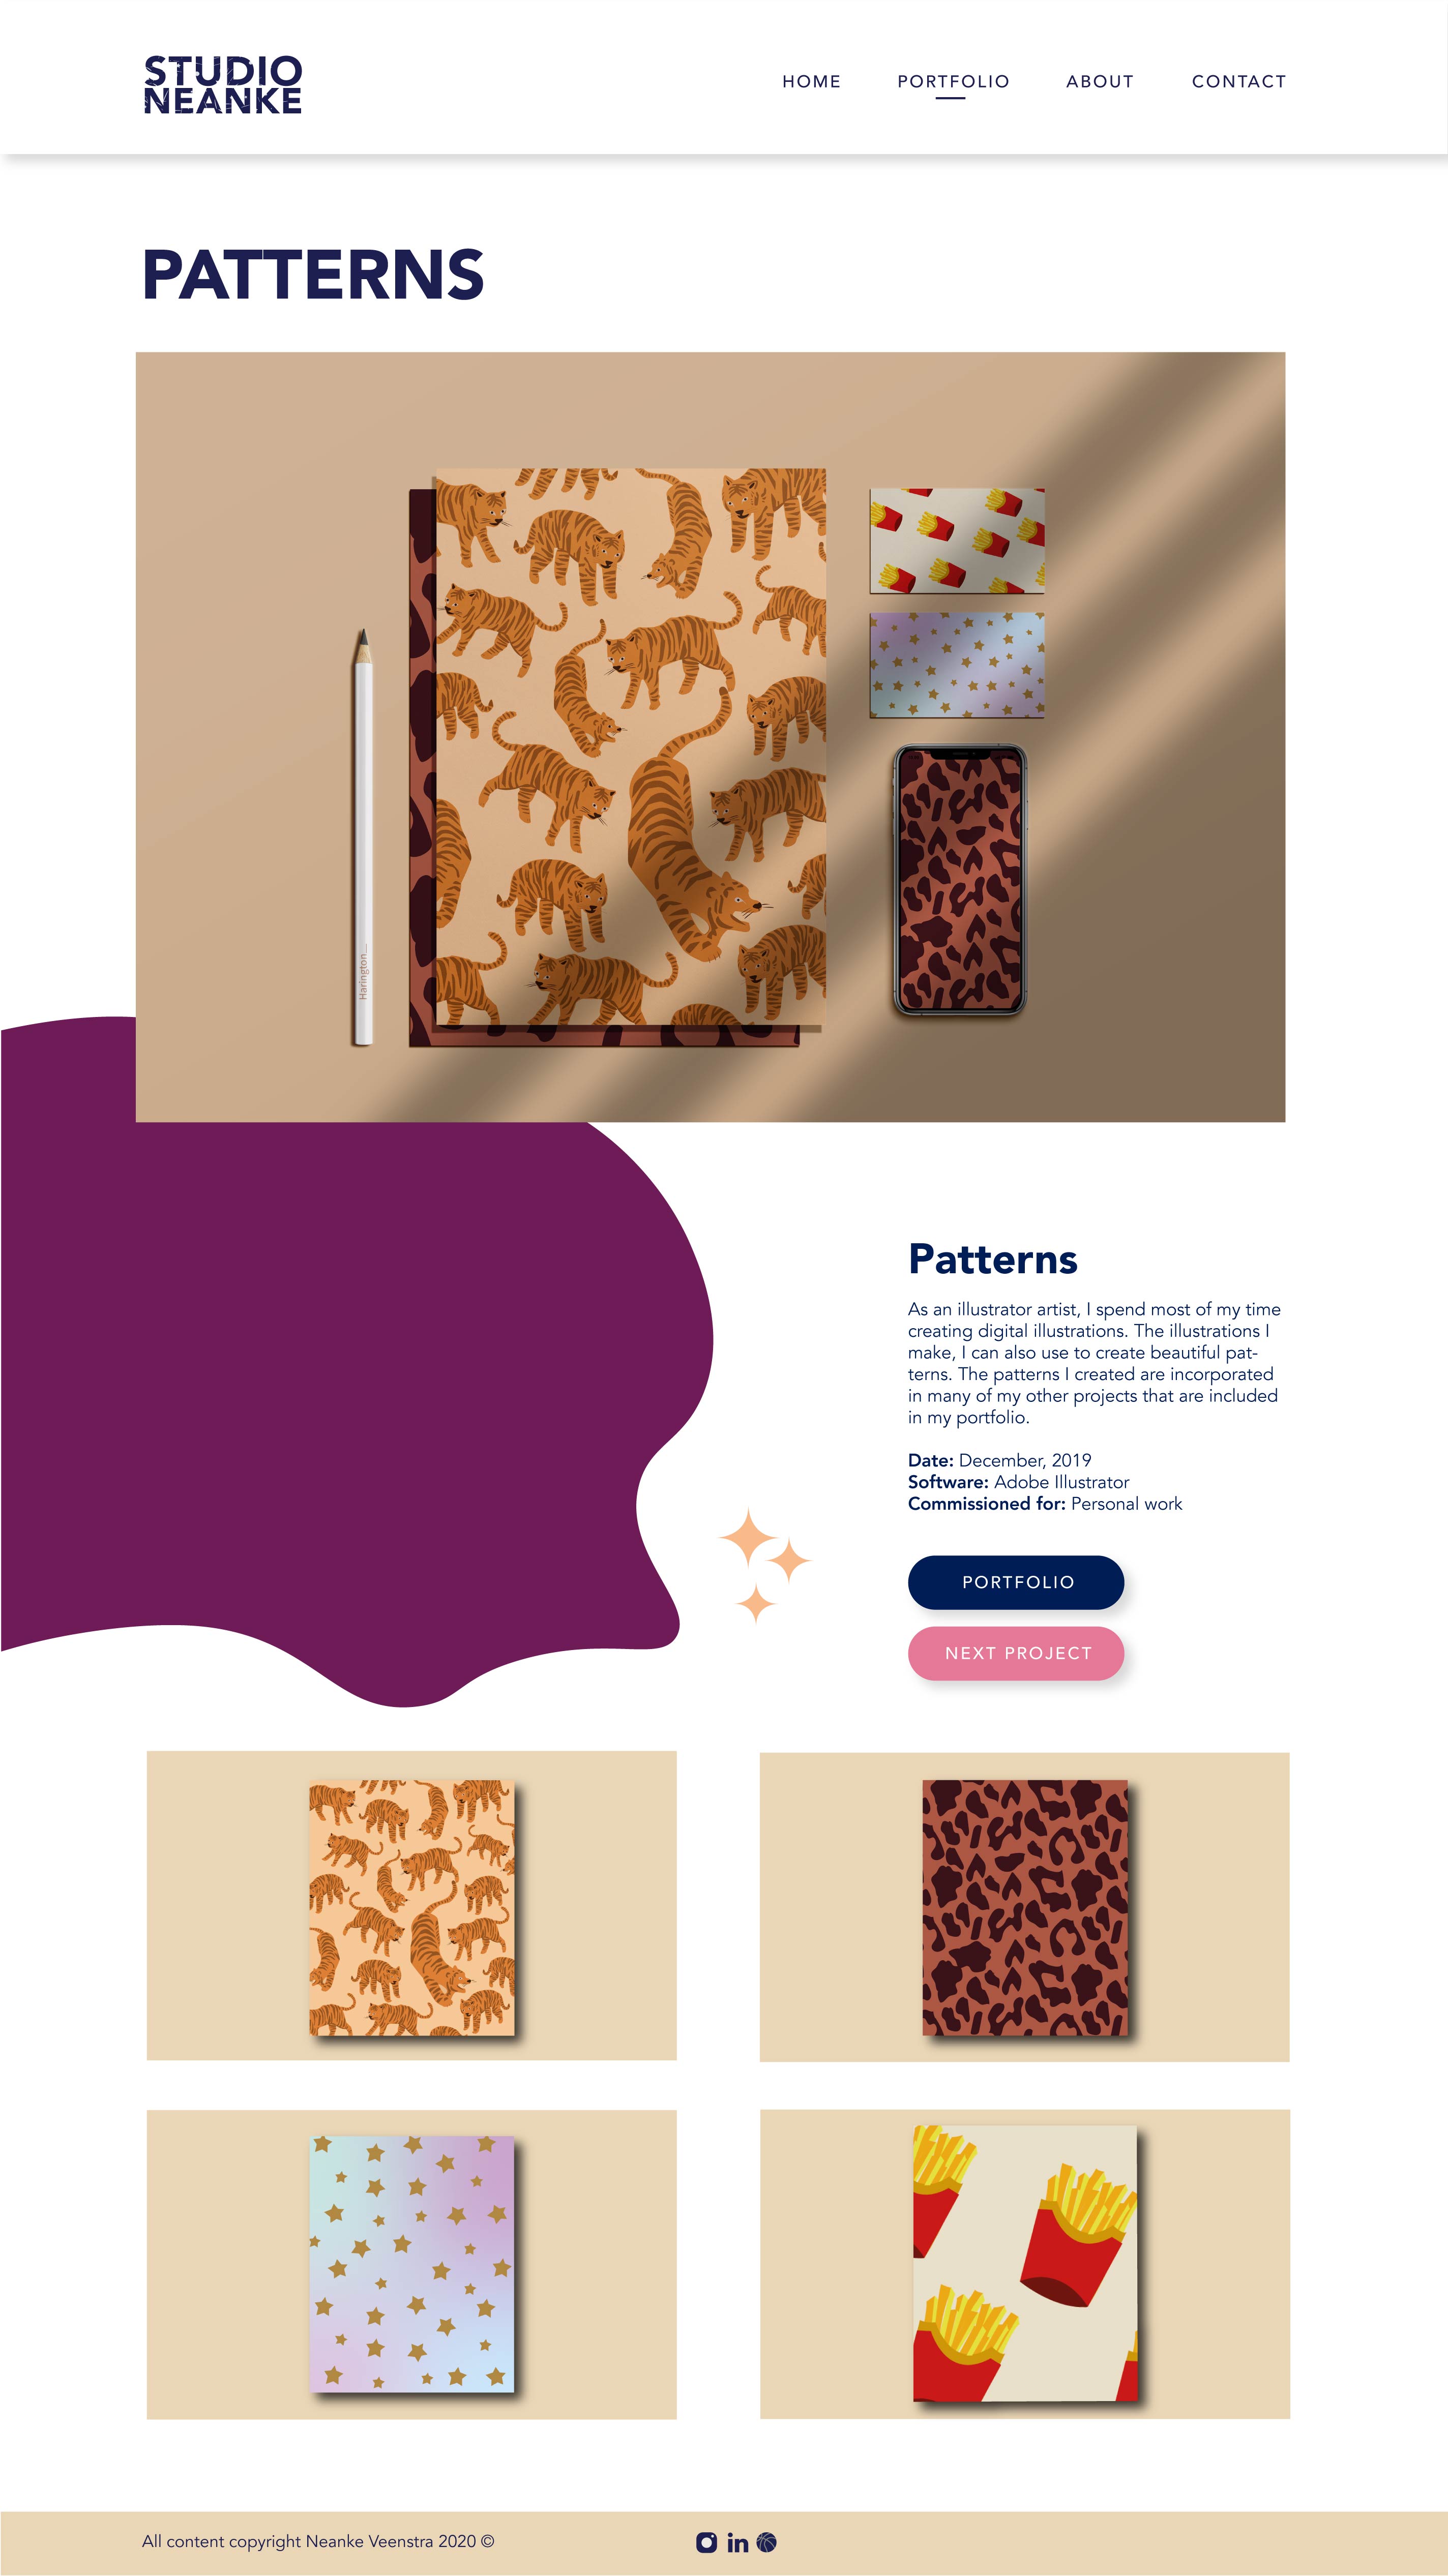 STUDIO
NEANKE
HOME PORTFOLIO ABOUT CONTACT
PATTERNS
Harington_
Patterns
As an illustrator artist, I spend most of my time
creating digital illustrations. The illustrations I
make, I can also use to create beautiful pat-
terns. The patterns I created are incorporated
in many of my other projects that are included
in my portfolio.
Date: December, 2019
Software: Adobe Illustrator
Commissioned for: Personal work
PORTFOLIO
NEXT PROJECT
All content copyright Neanke Veenstra 2020 ©
in